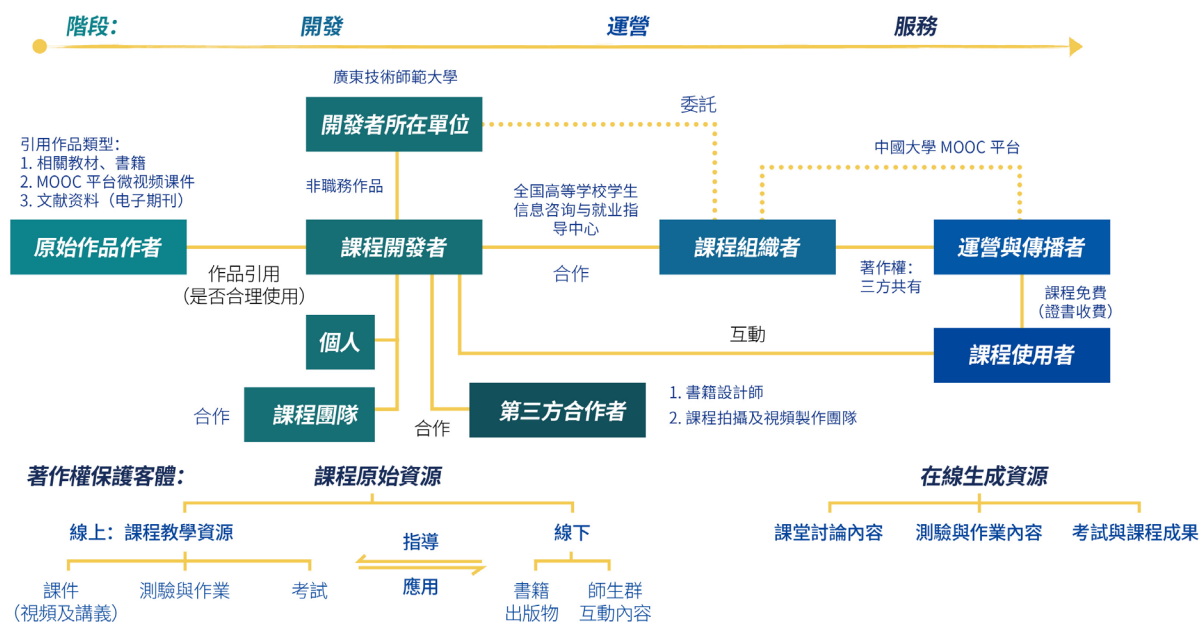 階段：
開發
運營
服務
廣東技術師範大學
開發者所在單位
委託
中國大學 MOOC 平台
引用作品類型：
1. 相關教材、書籍
2. MOOC 平台微视频课件
3. 文献资料（电子期刊）
非職務作品
全国高等学校学生
信息咨询与就业指
导中心
原始作品作者
課程開發者
課程組織者
運營與傳播者
作品引用
（是否合理使用）
合作
著作權：
三方共有
課程免費
（證書收費）
個人
互動
課程使用者
合作
課程團隊
合作
第三方合作者
1. 書籍設計師
2. 課程拍攝及視頻製作團隊
著作權保護客體：
課程原始資源
在線生成資源
線上：課程教學資源
指導
應用
線下
課堂討論內容
測驗與作業內容
考試與課程成果
課件
（視頻及講義）
測驗與作業
考試
書籍
出版物
師生群
互動內容